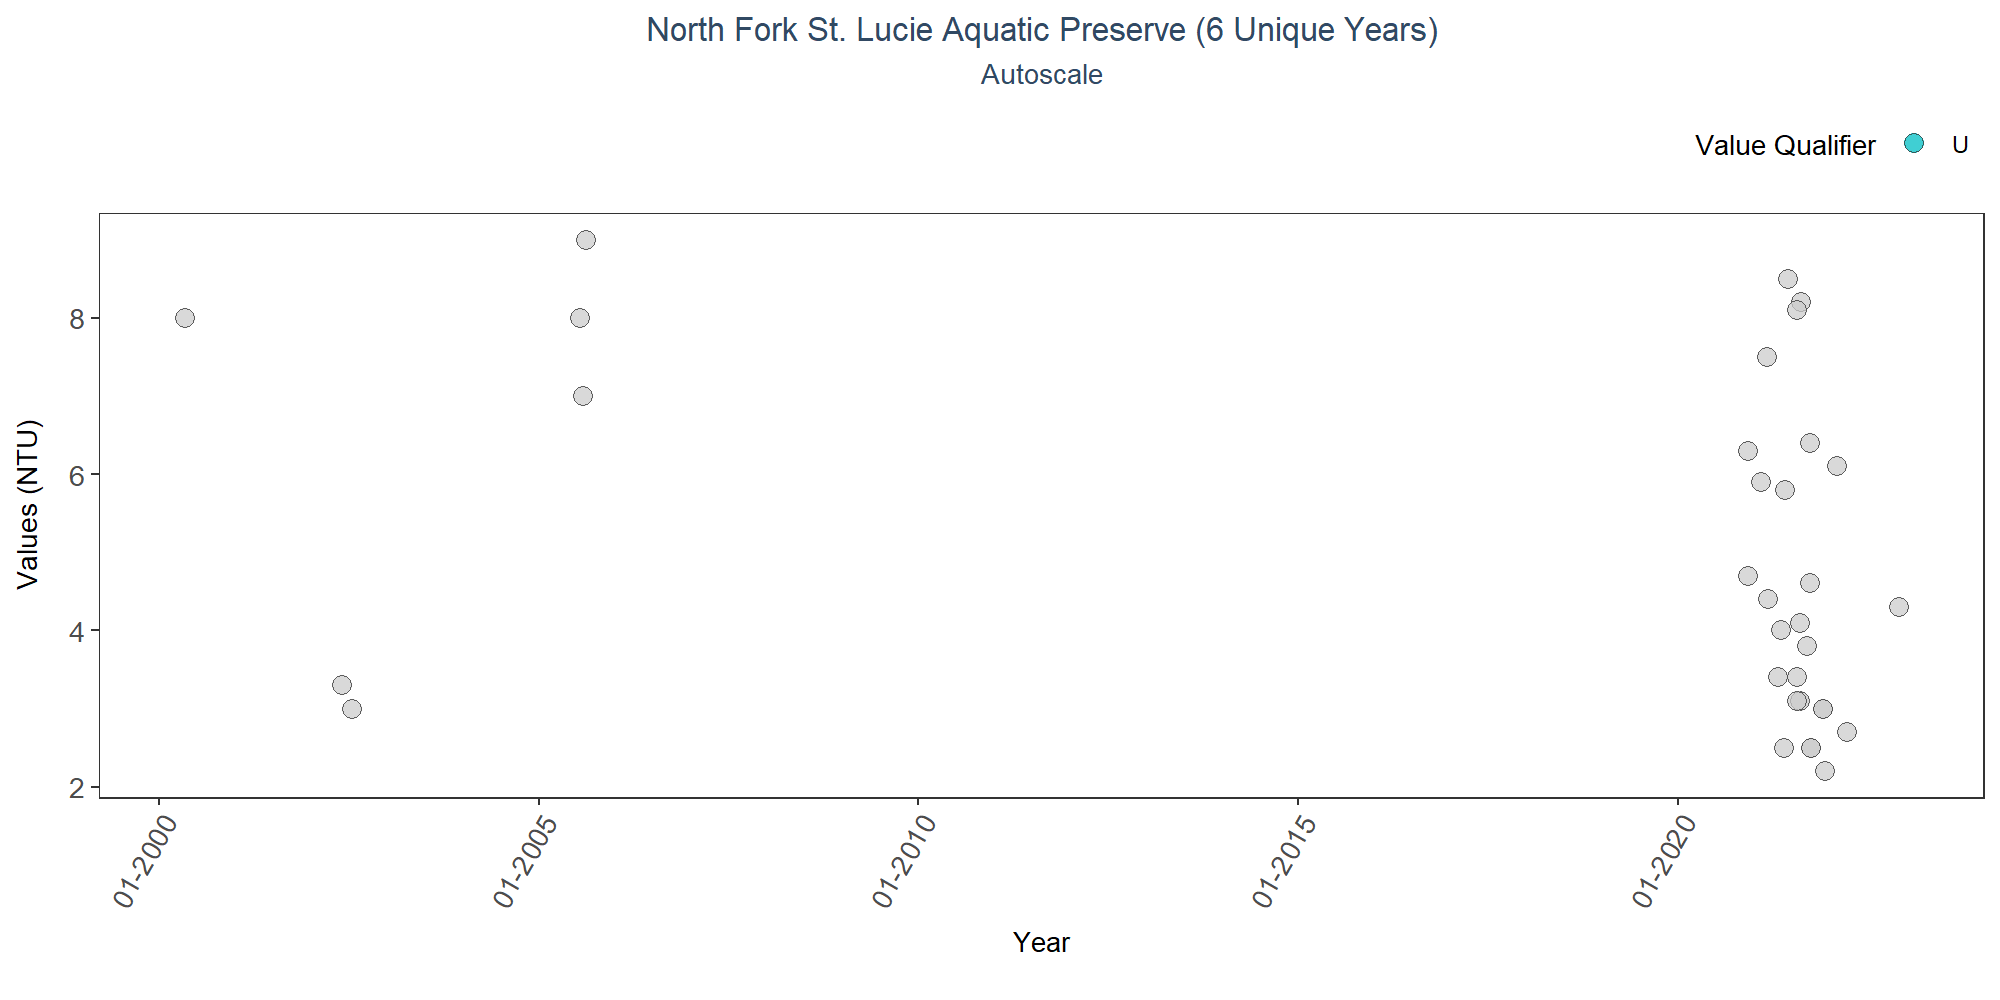 North Fork St. Lucie Aquatic Preserve (6 Unique Years)
Autoscale
Value Qualifier U
Values (NTU)
8
6
4
2
01-2000 01-2005 01-2010 01-2015 01-2020
Year